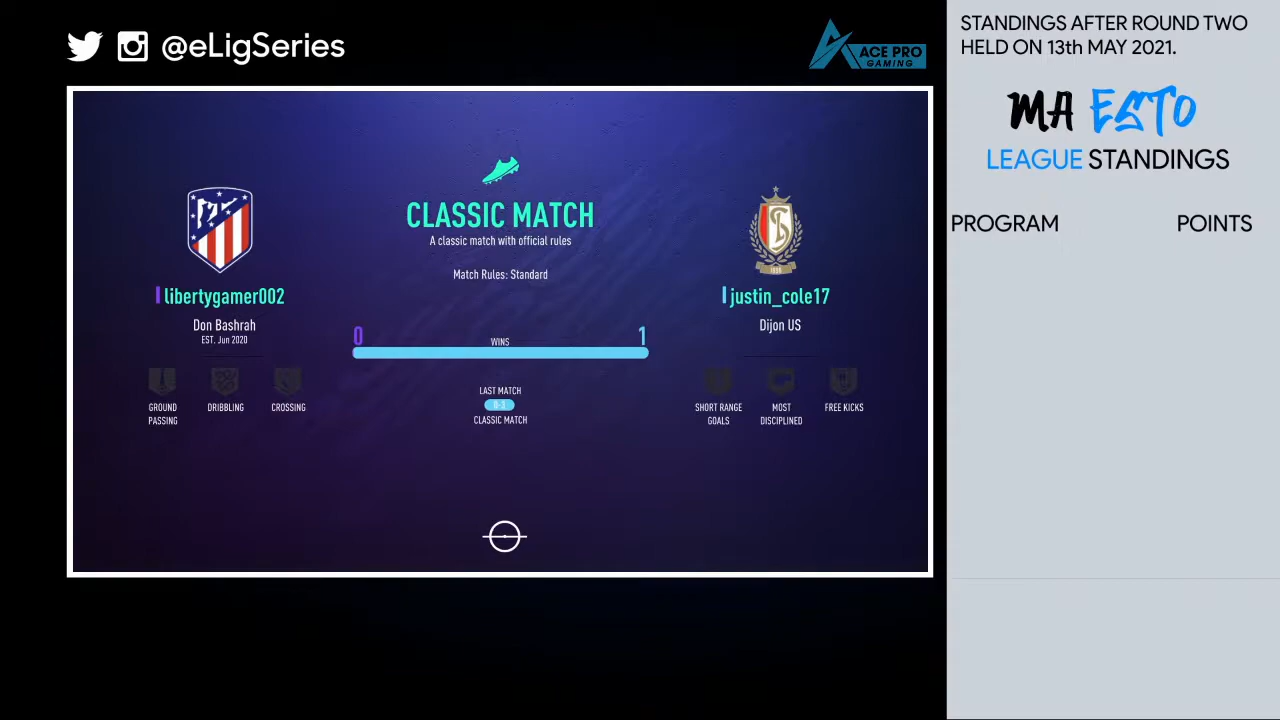 @eLigSeries
ACE PRO
GAMING
CLASSIC MATCH
A classic match with official rules
Match Rules: Standard
libertygamer002
Don Bashrah
EST. Jun 2020
GROUND
PASSING
DRIBBLING
CROSSING
0
WINS
1
LAST MATCH
CLASSIC MATCH
1898
justin_cole17
Dijon US
SHORT RANGE
GOALS
MOST
DISCIPLINED
FREE KICKS
STANDINGS AFTER ROUND TWO
HELD ON 13th MAY 2021.
MA ESTO
LEAGUE STANDINGS
PROGRAM POINTS